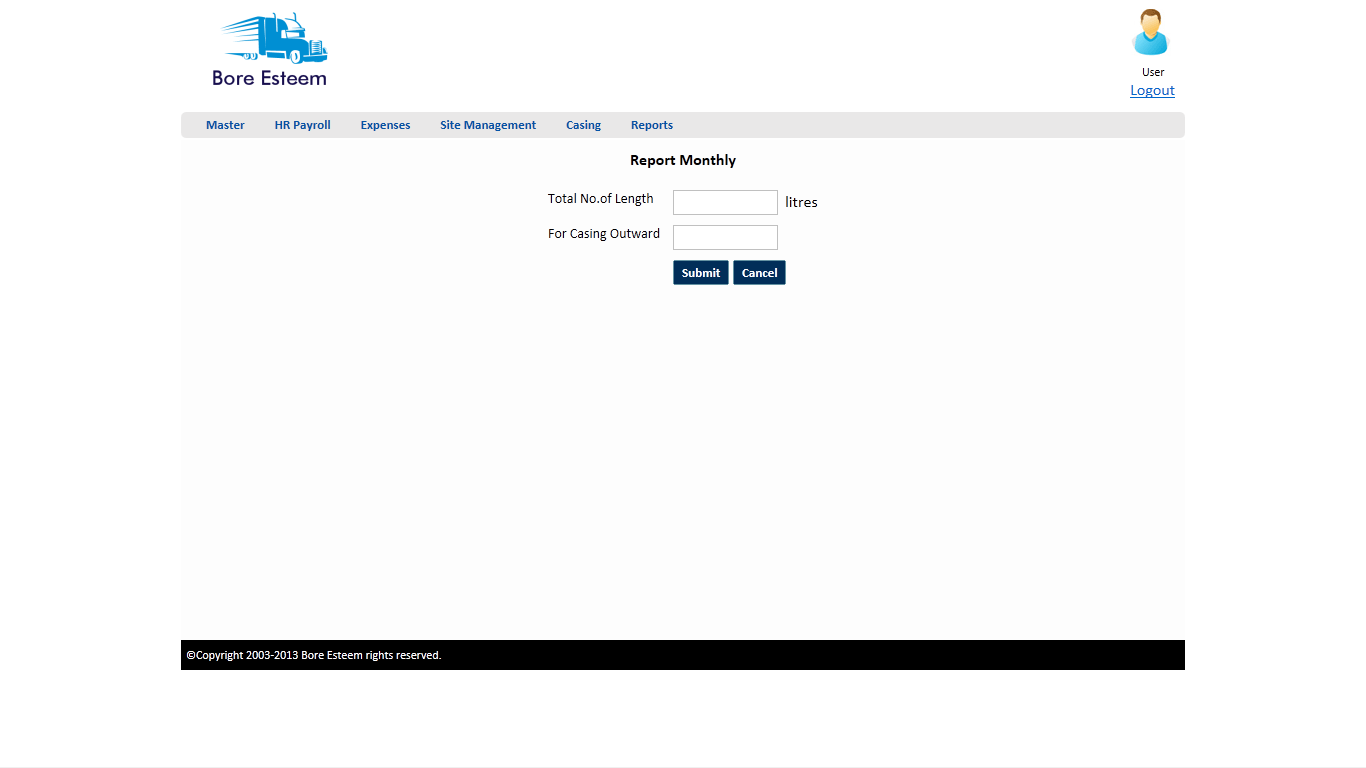 Bore Esteem
User
Logout
Master HR Payroll Expenses Site Management Casing Reports
Report Monthly
Total No.of Length litres
For Casing Outward
Submit Cancel
©Copyright 2003-2013 Bore Esteem rights reserved.